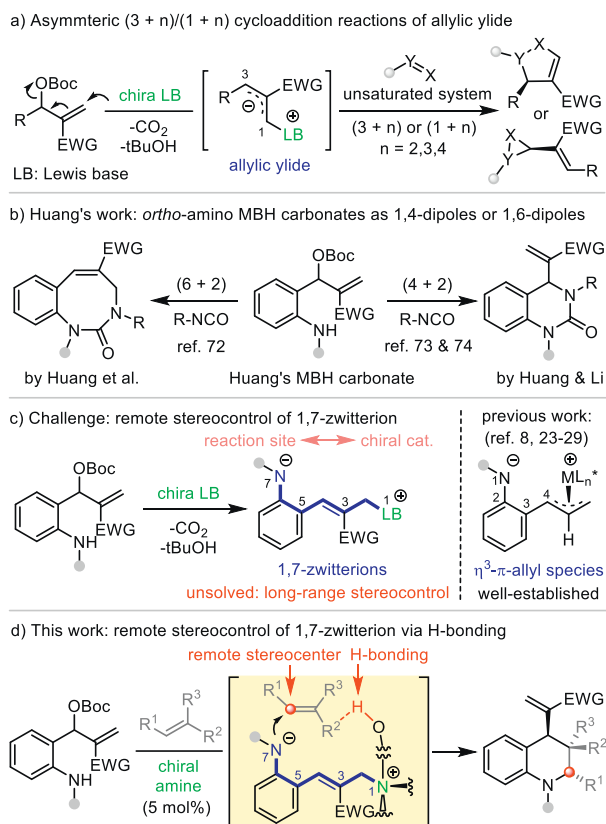 a) Asymmteric (3 + n)/(1 + n) cycloaddition reactions of allylic ylide
OBoc
R
EWG
LB: Lewis base
chira LB
-CO2
-tBuOH
3
R
EWG
⊖
⊕
1
LB
allylic ylide
Y
X
unsaturated system
(3 + n) or (1 + n)
n = 2,3,4
Y
X
R
EWG
or
X
Y
EWG
R
b) Huang's work: ortho-amino MBH carbonates as 1,4-dipoles or 1,6-dipoles
EWG
N
N
R
O
by Huang et al.
(6 + 2)
R-NCO
ref. 72
OBoc
EWG
NH
Huang's MBH carbonate
(4 + 2)
R-NCO
ref. 73 & 74
EWG
N
R
N
O
by Huang & Li
c) Challenge: remote stereocontrol of 1,7-zwitterion
reaction site
chiral cat.
OBoc
EWG
NH
chira LB
-CO2
-tBuOH
N
⊖
7
5
3
1
⊕
LB
EWG
1,7-zwitterions
unsolved: long-range stereocontrol
previous work:
(ref. 8, 23-29)
N
⊖
1
2
3
4
⊕
MLn*
H
η3-π-allyl species
well-established
d) This work: remote stereocontrol of 1,7-zwitterion via H-bonding
OBoc
EWG
NH
R1
R3
R2
chiral
amine
(5 mol%)
remote stereocenter
H-bonding
R1
R3
R2
H
O
N
⊖
7
5
3
1
⊕
N
EWG
EWG
R3
R2
R1
N